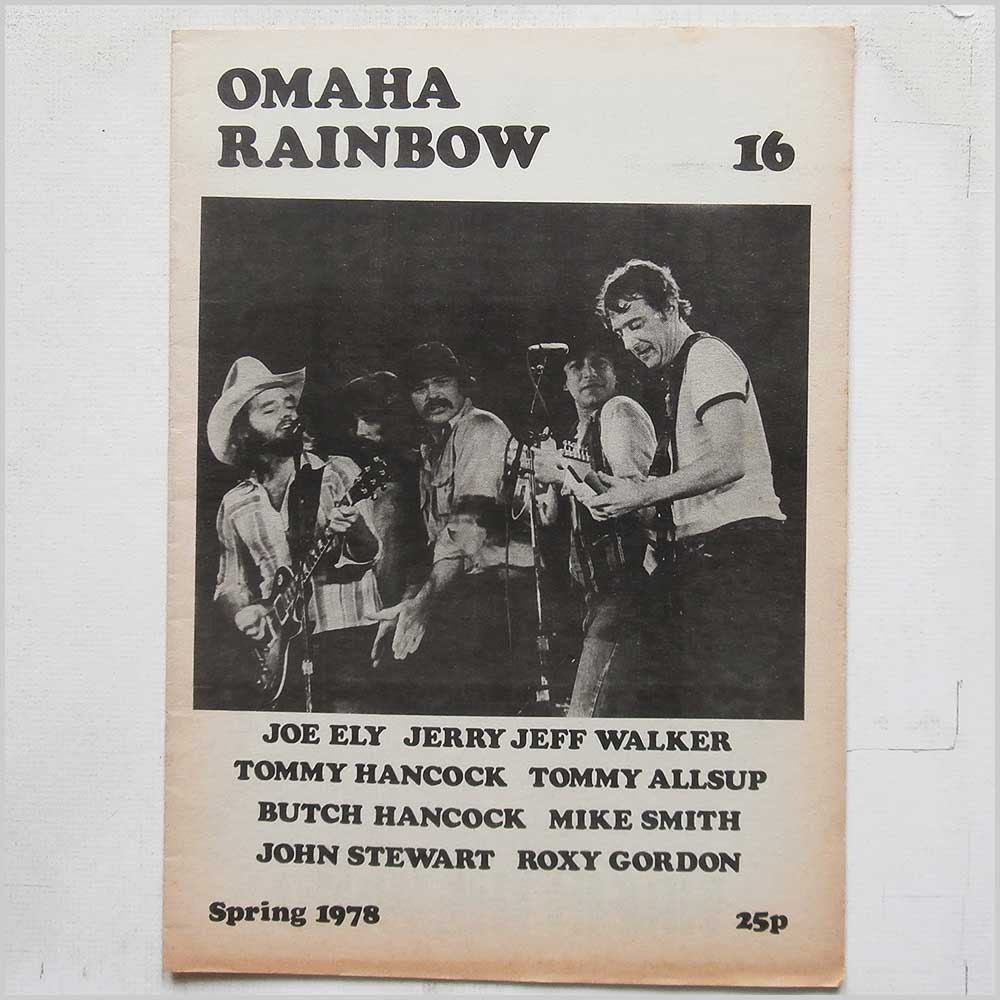 OMAHA
RAINBOW 16
JOE ELY JERRY JEFF WALKER
TOMMY HANCOCK TOMMY ALLSUP
BUTCH HANCOCK MIKE SMITH
JOHN STEWART ROXY GORDON
Spring 1978 25p